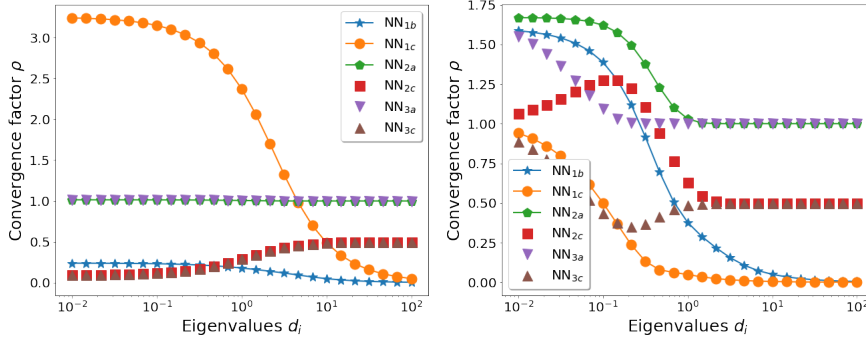 3.0
2.5
2.0
1.5
1.0
0.5
0.0
Convergence factor ρ
10⁻²
10⁻¹
10⁰
10¹
10²
Eigenvalues dᵢ
NN₁b
NN₁c
NN₂a
NN₂c
NN₃a
NN₃c
1.75
1.50
1.25
1.00
0.75
0.50
0.25
0.00
Convergence factor ρ
10⁻²
10⁻¹
10⁰
10¹
10²
Eigenvalues dᵢ
NN₁b
NN₁c
NN₂a
NN₂c
NN₃a
NN₃c